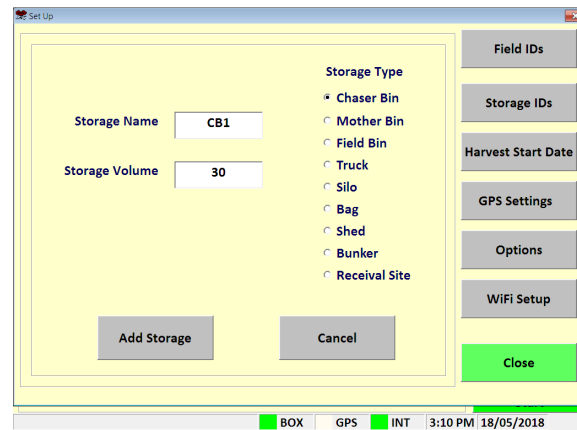 Set Up
Field IDs
Storage Type
Chaser Bin
Storage IDs
Storage Name CB1
Mother Bin
Field Bin
Harvest Start Date
Storage Volume 30
Truck
Silo
GPS Settings
Bag
Shed
Options
Bunker
Receival Site
WiFi Setup
Add Storage
Cancel
Close
BOX GPS INT 3:10 PM 18/05/2018